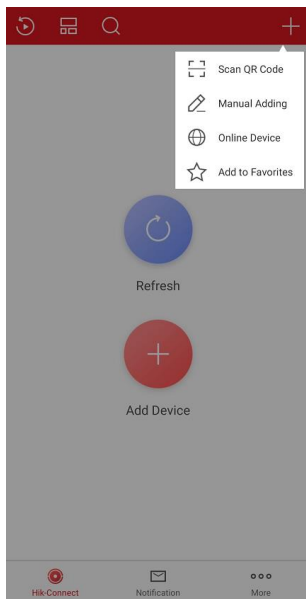 Scan QR Code
Manual Adding
Online Device
Add to Favorites
Refresh
Add Device
Hik-Connect
Notification
More